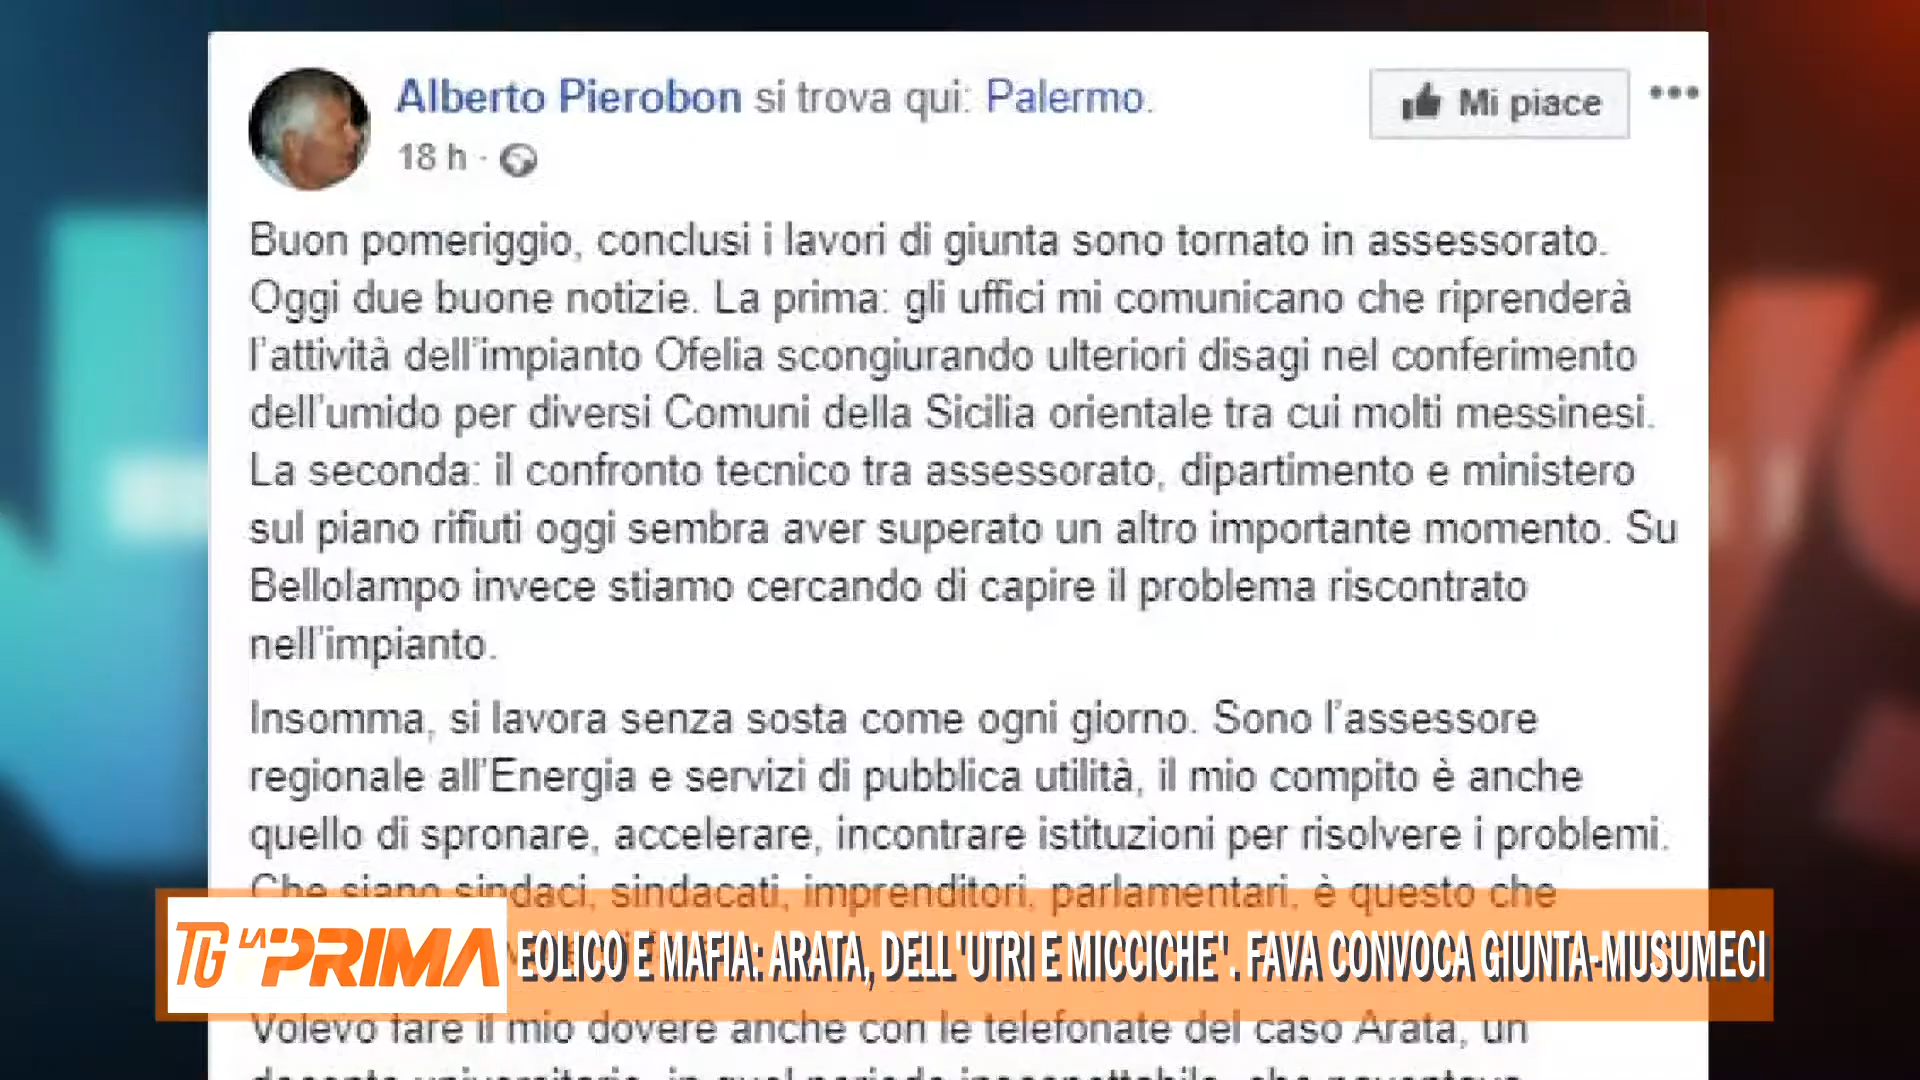 Alberto Pierobon si trova qui: Palermo.
Mi piace
18 h ·
Buon pomeriggio, conclusi i lavori di giunta sono tornato in assessorato.
Oggi due buone notizie. La prima: gli uffici mi comunicano che riprenderà
l'attività dell'impianto Ofelia scongiurando ulteriori disagi nel conferimento
dell'umido per diversi Comuni della Sicilia orientale tra cui molti messinesi.
La seconda: il confronto tecnico tra assessorato, dipartimento e ministero
sul piano rifiuti oggi sembra aver superato un altro importante momento. Su
Bellolampo invece stiamo cercando di capire il problema riscontrato
nell'impianto.
Insomma, si lavora senza sosta come ogni giorno. Sono l'assessore
regionale all'Energia e servizi di pubblica utilità, il mio compito è anche
quello di spronare, accelerare, incontrare istituzioni per risolvere i problemi.
Che siano sindaci, sindacati, imprenditori, parlamentari, è questo che
TG LA PRIMA
EOLICO E MAFIA: ARATA, DELL'UTRI E MICCICHE'. FAVA CONVOCA GIUNTA-MUSUMECI
Volevo fare il mio dovere anche con le telefonate del caso Arata, un